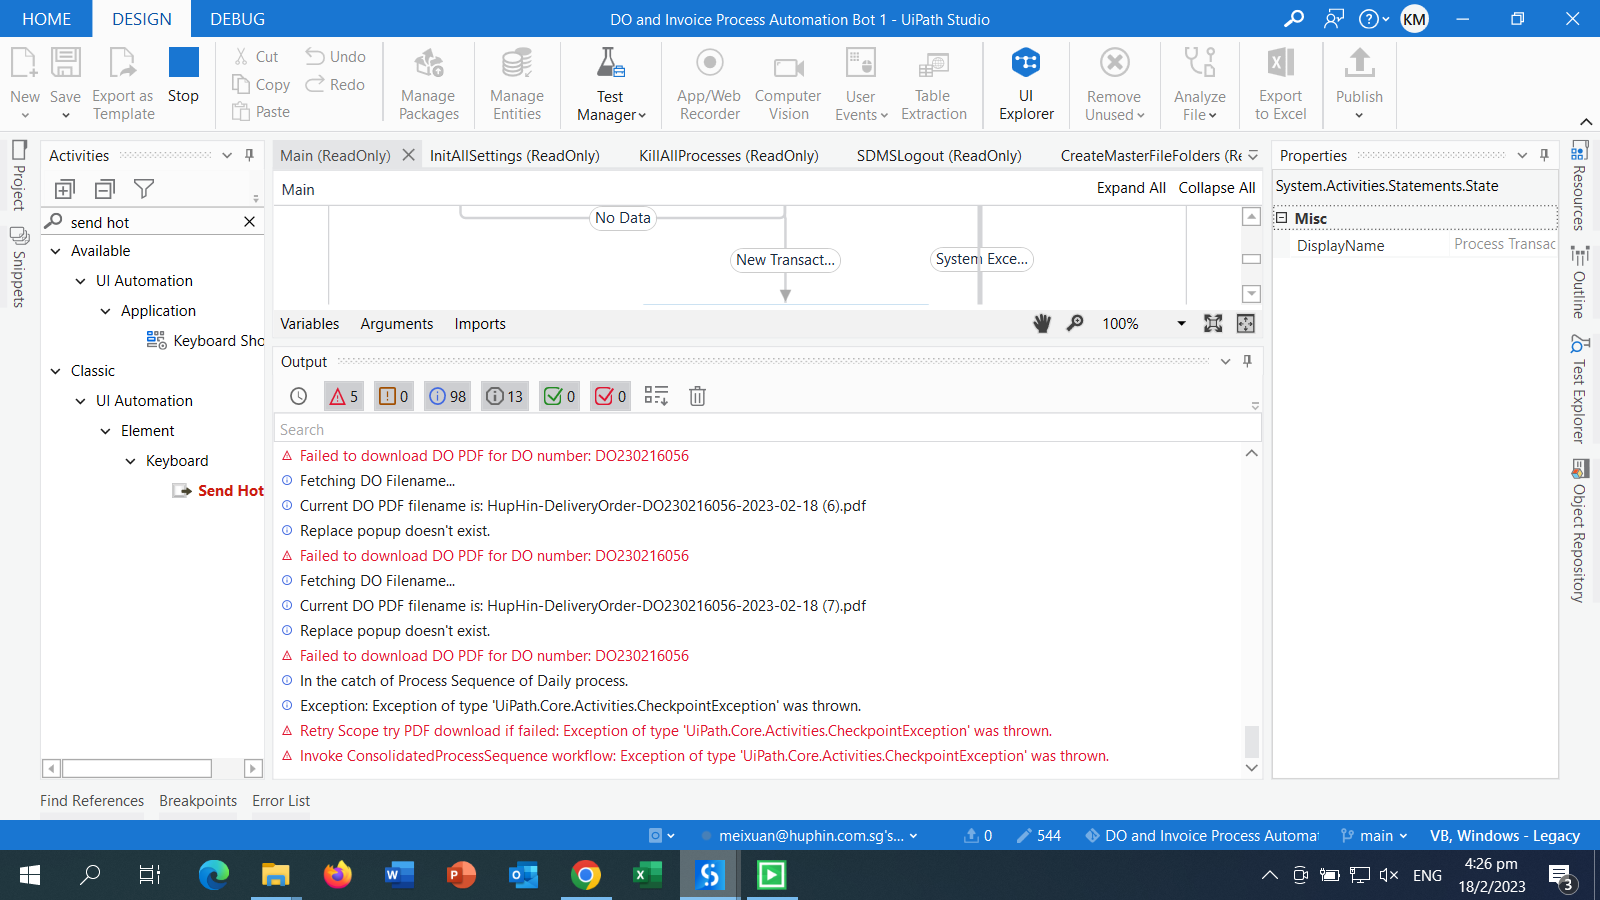 HOME
DESIGN
DEBUG
DO and Invoice Process Automation Bot 1 - UiPath Studio
KM
New
Save
Export as
Template
Stop
Cut
Copy
Paste
Undo
Redo
Manage
Packages
Manage
Entities
Test
Manager
App/Web
Recorder
Computer
Vision
User
Events
Table
Extraction
UI
Explorer
Remove
Unused
Analyze
File
Export
to Excel
Publish
Project
Snippets
Activities
send hot
Available
UI Automation
Application
Keyboard Sho
Classic
UI Automation
Element
Keyboard
Send Hot
Main (ReadOnly)
InitAllSettings (ReadOnly)
KillAllProcesses (ReadOnly)
SDMSLogout (ReadOnly)
CreateMasterFileFolders (Re
Main
Expand All
Collapse All
No Data
New Transact...
System Exce...
Variables
Arguments
Imports
100%
Output
5
0
98
13
0
0
Search
Failed to download DO PDF for DO number: DO230216056
Fetching DO Filename...
Current DO PDF filename is: HupHin-DeliveryOrder-DO230216056-2023-02-18 (6).pdf
Replace popup doesn't exist.
Failed to download DO PDF for DO number: DO230216056
Fetching DO Filename...
Current DO PDF filename is: HupHin-DeliveryOrder-DO230216056-2023-02-18 (7).pdf
Replace popup doesn't exist.
Failed to download DO PDF for DO number: DO230216056
In the catch of Process Sequence of Daily process.
Exception: Exception of type 'UiPath.Core.Activities.CheckpointException' was thrown.
Retry Scope try PDF download if failed: Exception of type 'UiPath.Core.Activities.CheckpointException' was thrown.
Invoke ConsolidatedProcessSequence workflow: Exception of type 'UiPath.Core.Activities.CheckpointException' was thrown.
Properties
System.Activities.Statements.State
Misc
DisplayName
Process Transac
Resources
Outline
Test Explorer
Object Repository
Find References
Breakpoints
Error List
meixuan@huphin.com.sg's...
0
544
DO and Invoice Process Automat
main
VB, Windows - Legacy
ENG
4:26 pm
18/2/2023
3